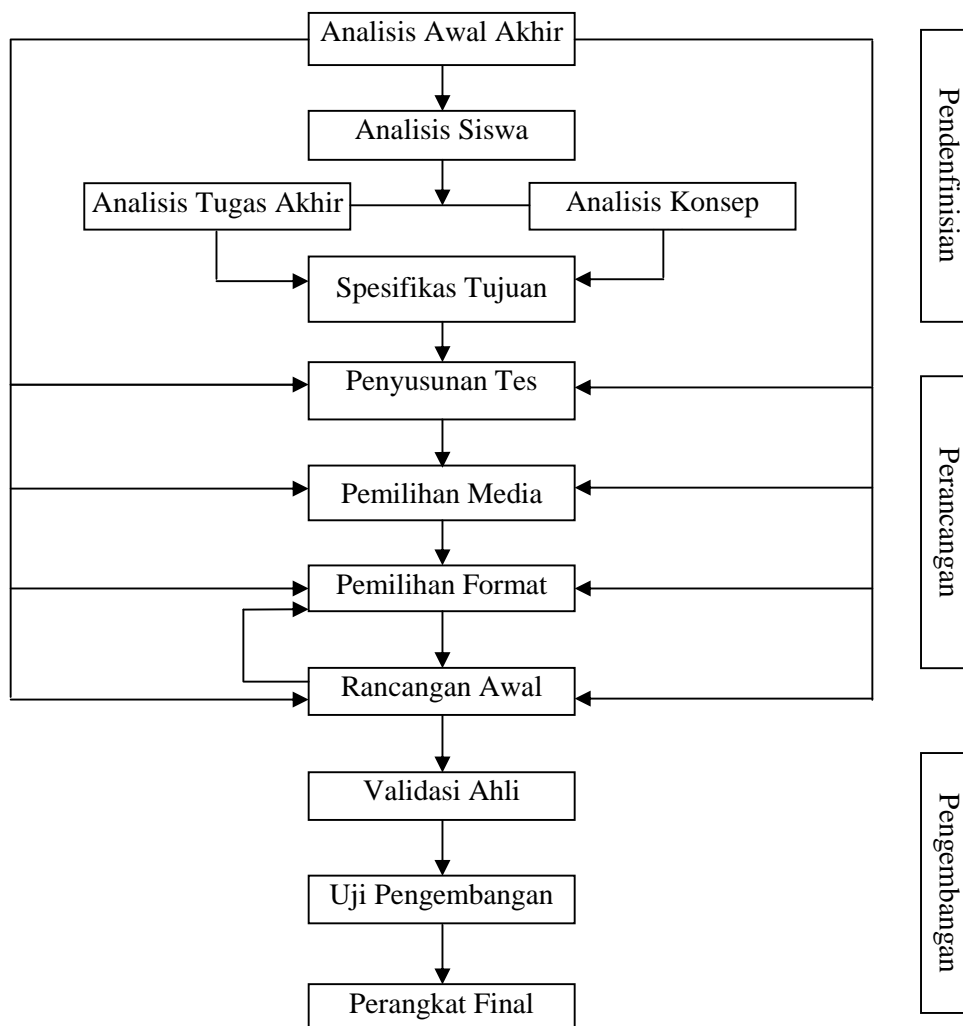 Analisis Awal Akhir
Analisis Siswa
Analisis Tugas Akhir
Analisis Konsep
Spesifikas Tujuan
Penyusunan Tes
Pemilihan Media
Pemilihan Format
Rancangan Awal
Validasi Ahli
Uji Pengembangan
Perangkat Final
Pendenfinisian
Perancangan
Pengembangan